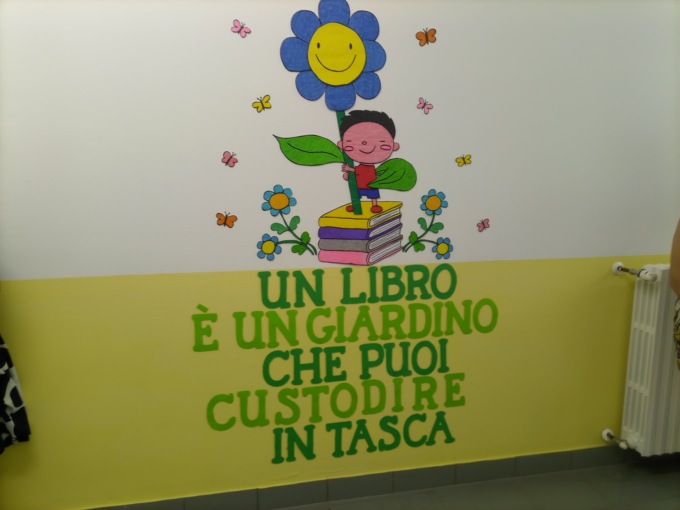 UN LIBRO
È UN GIARDINO
CHE PUOI
CUSTODIRE
IN TASCA